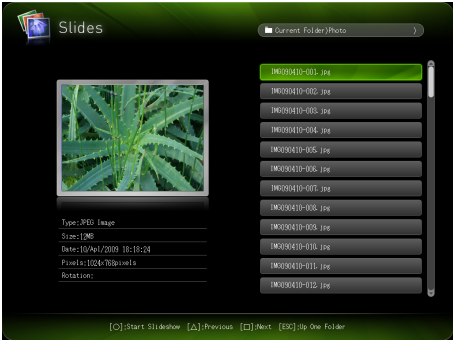 Slides
Current Folder)Photo
IMG090410-001.jpg
IMG090410-002.jpg
IMG090410-003.jpg
IMG090410-004.jpg
IMG090410-005.jpg
IMG090410-006.jpg
IMG090410-007.jpg
IMG090410-008.jpg
IMG090410-009.jpg
IMG090410-010.jpg
IMG090410-011.jpg
IMG090410-012.jpg
Type:JPEG Image
Size:12MB
Date:10/Apl/2009 18:18:24
Pixels:1024x768pixels
Rotation:
[○]:Start Slideshow [△]:Previous [□]:Next [ESC]:Up One Folder